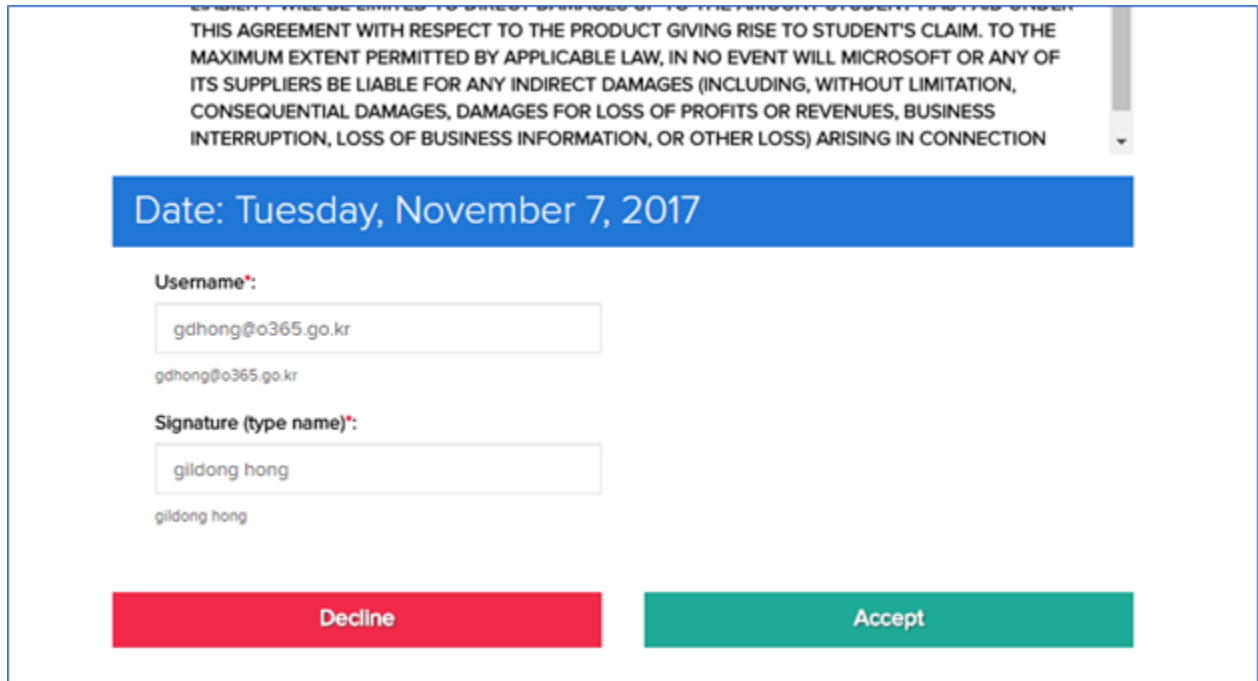 THIS AGREEMENT WITH RESPECT TO THE PRODUCT GIVING RISE TO STUDENT'S CLAIM. TO THE
MAXIMUM EXTENT PERMITTED BY APPLICABLE LAW, IN NO EVENT WILL MICROSOFT OR ANY OF
ITS SUPPLIERS BE LIABLE FOR ANY INDIRECT DAMAGES (INCLUDING, WITHOUT LIMITATION,
CONSEQUENTIAL DAMAGES, DAMAGES FOR LOSS OF PROFITS OR REVENUES, BUSINESS
INTERRUPTION, LOSS OF BUSINESS INFORMATION, OR OTHER LOSS) ARISING IN CONNECTION
Date: Tuesday, November 7, 2017
Username*:
gdhong@o365.go.kr
gdhong@o365.go.kr
Signature (type name)*:
gildong hong
gildong hong
Decline
Accept